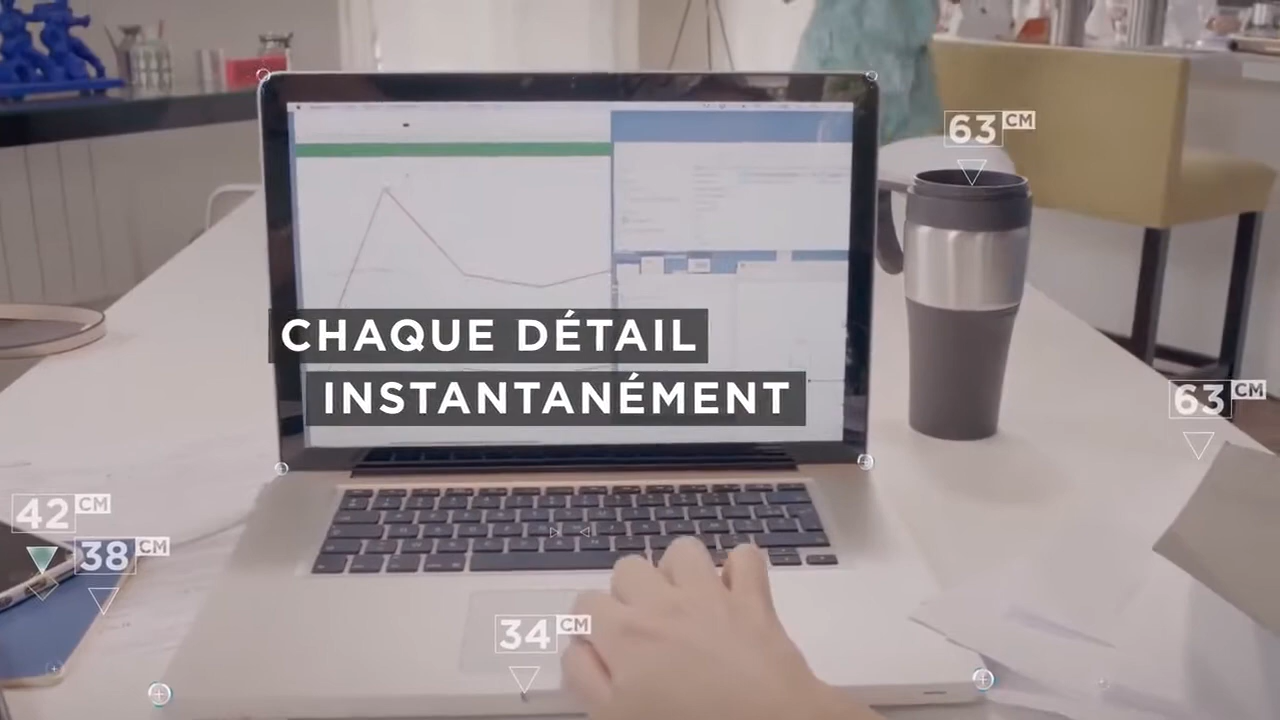 63 CM
CHAQUE DÉTAIL
INSTANTANÉMENT
63 CM
42 CM
38 CM
34 CM